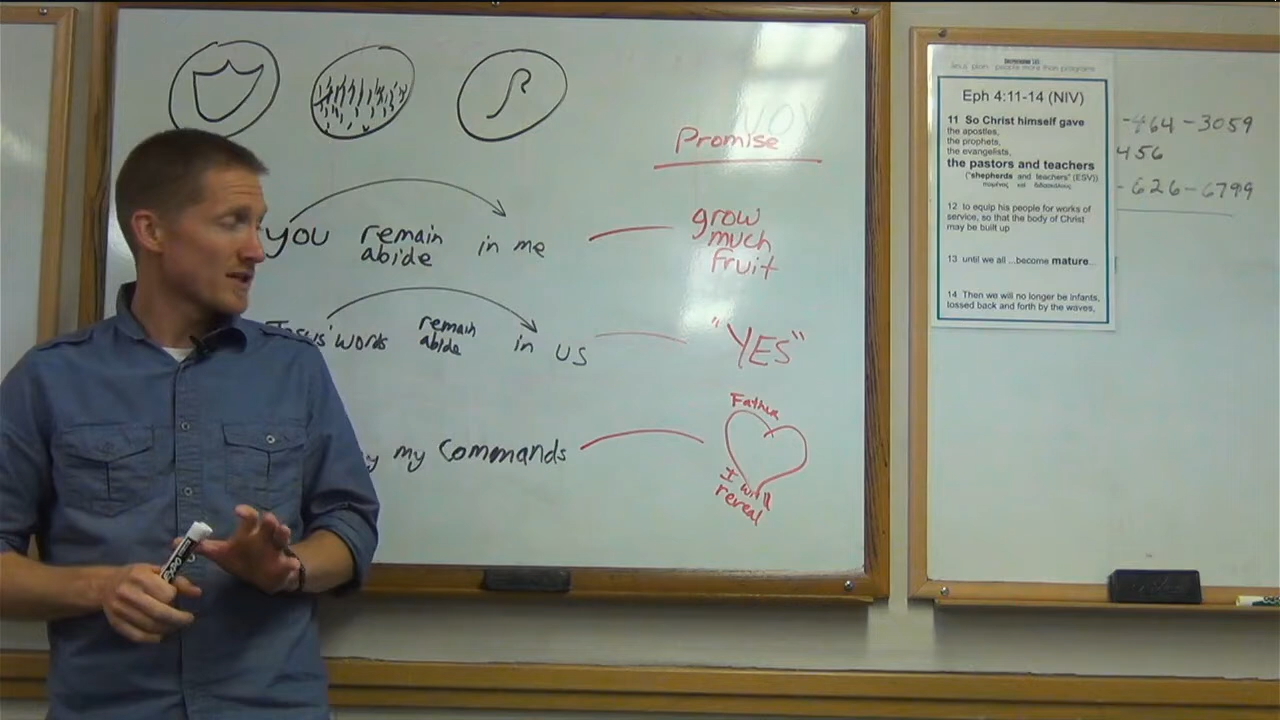 Promise
you remain in me
abide
grow
much
fruit
Jesus' words remain in us
abide
"YES"
my commands
Father
I will
reveal
Eph 4:11-14 (NIV)
11 So Christ himself gave
the apostles,
the prophets,
the evangelists,
the pastors and teachers
("shepherds and teachers" (ESV))
12 to equip his people for works of
service, so that the body of Christ
may be built up
13 until we all ...become mature...
14 Then we will no longer be infants,
tossed back and forth by the waves,
-464-3059
456
-626-6799